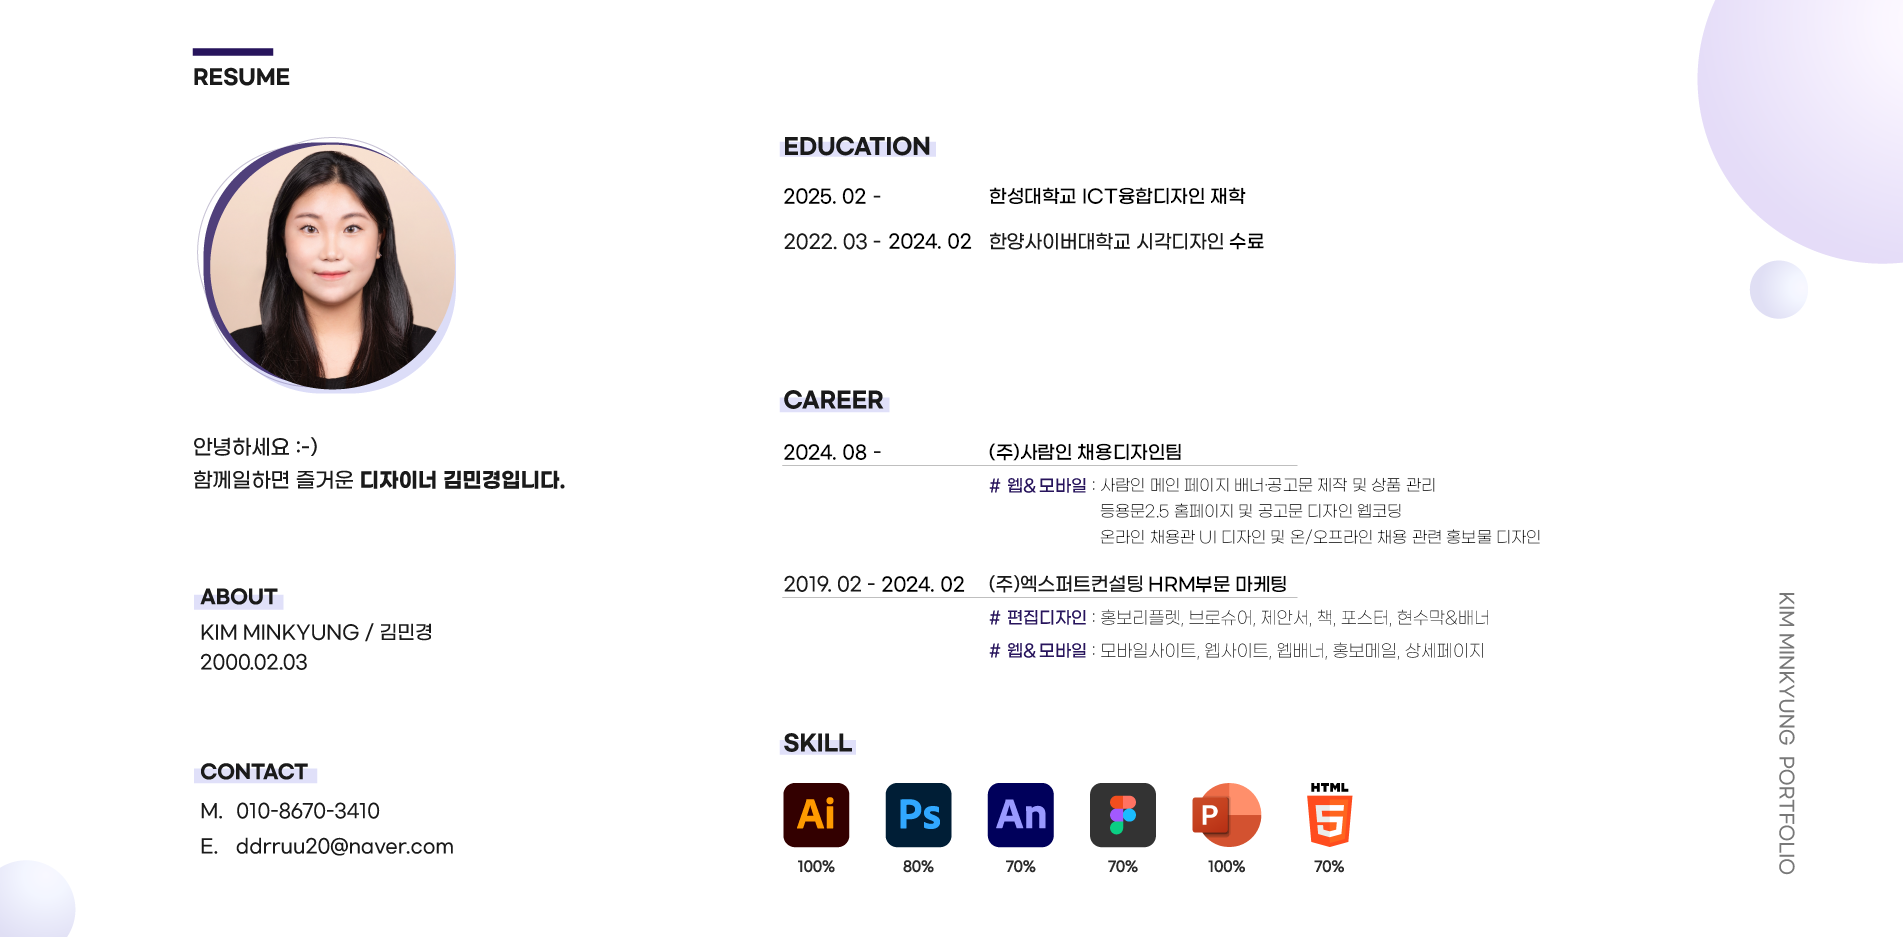 RESUME
안녕하세요 :-)
함께일하면 즐거운 디자이너 김민경입니다.
ABOUT
KIM MINKYUNG / 김민경
2000.02.03
CONTACT
M. 010-8670-3410
E. ddrruu20@naver.com
EDUCATION
2025. 02 - 한성대학교 ICT융합디자인 재학
2022. 03 - 2024. 02 한양사이버대학교 시각디자인 수료
CAREER
2024. 08 - (주)사람인 채용디자인팀
# 웹&모바일 : 사람인 메인 페이지 배너·공고문 제작 및 상품 관리
등용문2.5 홈페이지 및 공고문 디자인 웹코딩
온라인 채용관 UI 디자인 및 온/오프라인 채용 관련 홍보물 디자인
2019. 02 - 2024. 02 (주)엑스퍼트컨설팅 HRM부문 마케팅
# 편집디자인 : 홍보리플렛, 브로슈어, 제안서, 책, 포스터, 현수막&배너
# 웹&모바일 : 모바일사이트, 웹사이트, 웹배너, 홍보메일, 상세페이지
SKILL
Ai Ps An P HTML 5
100% 80% 70% 70% 100% 70%
KIM MINKYUNG PORTFOLIO